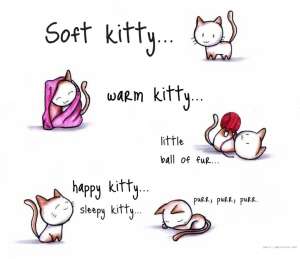 Soft kitty...
warm kitty...
little
ball of fur...
happy kitty...
sleepy kitty...
purr, purr, purr.